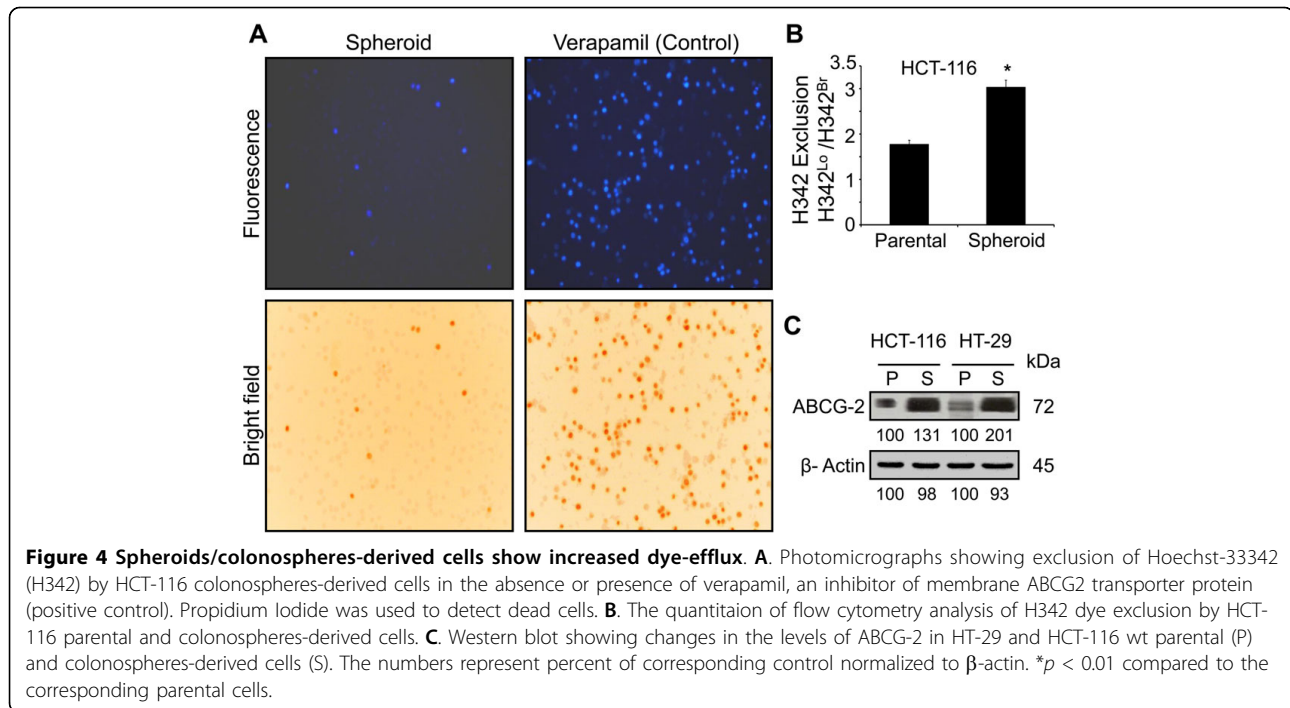 A
Spheroid
Verapamil (Control)
Fluorescence
Bright field
B
H342 Exclusion
H342Lo /H342Br
3.5
3
2
2
1
1
0
HCT-116
*
Parental
Spheroid
C
HCT-116
HT-29
kDa
P
S
P
S
ABCG-2
72
100
131
100
201
β- Actin
45
100
98
100
93
Figure 4 Spheroids/colonospheres-derived cells show increased dye-efflux. A. Photomicrographs showing exclusion of Hoechst-33342
(H342) by HCT-116 colonospheres-derived cells in the absence or presence of verapamil, an inhibitor of membrane ABCG2 transporter protein
(positive control). Propidium Iodide was used to detect dead cells. B. The quantitaion of flow cytometry analysis of H342 dye exclusion by HCT-
116 parental and colonospheres-derived cells. C. Western blot showing changes in the levels of ABCG-2 in HT-29 and HCT-116 wt parental (P)
and colonospheres-derived cells (S). The numbers represent percent of corresponding control normalized to β-actin. *p < 0.01 compared to the
corresponding parental cells.